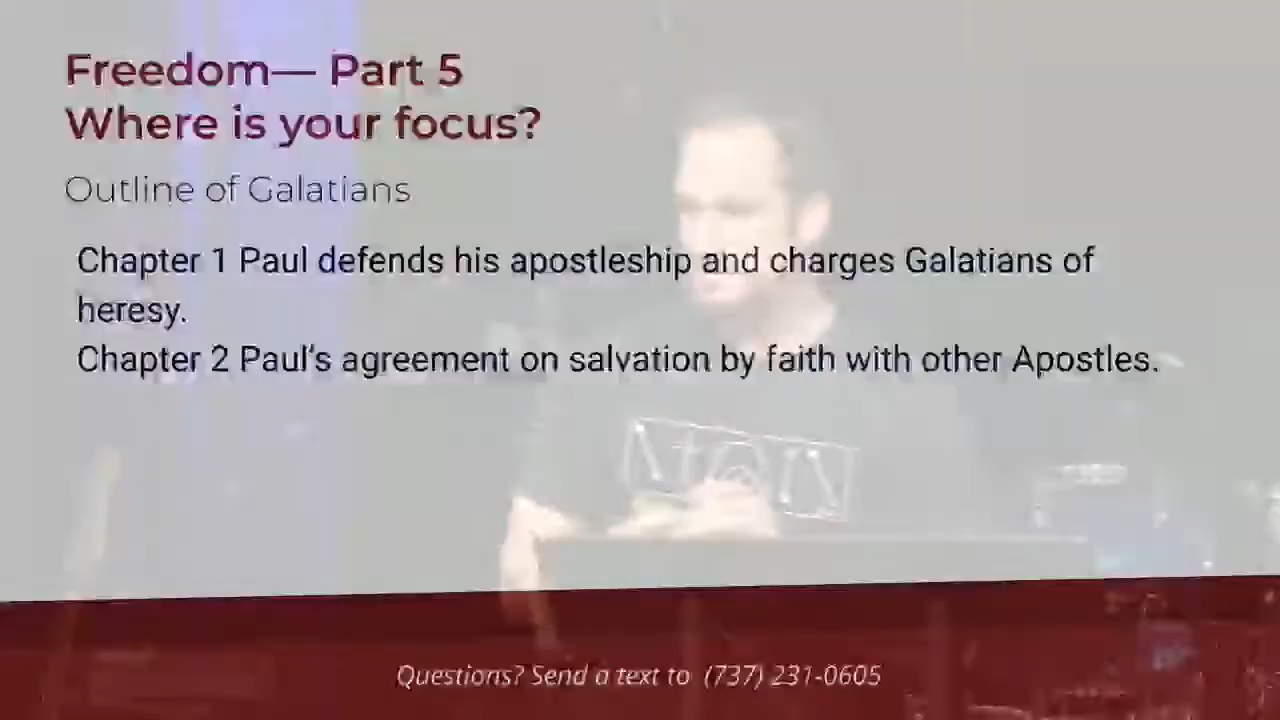 Freedom— Part 5
Where is your focus?
Outline of Galatians
Chapter 1 Paul defends his apostleship and charges Galatians of
heresy.
Chapter 2 Paul's agreement on salvation by faith with other Apostles.
Questions? Send a text to (737) 231-0605